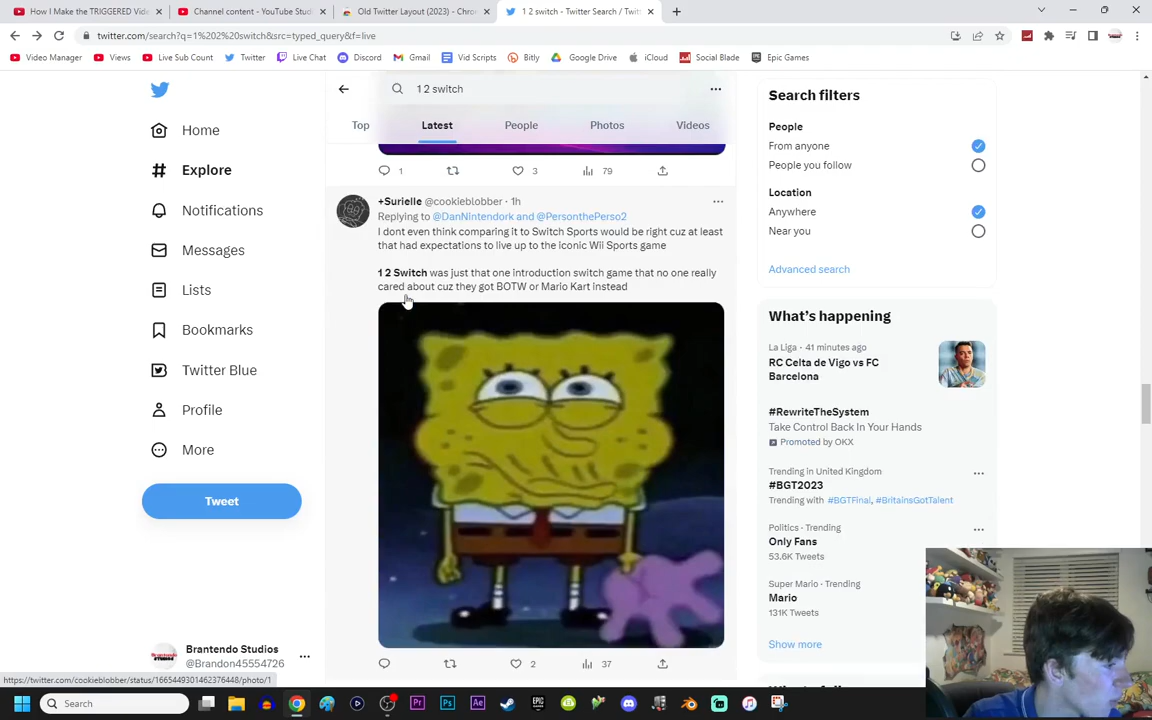 How I Make the TRIGGERED Vid
Channel content - YouTube Stud
Old Twitter Layout (2023) - Chro
1 2 switch - Twitter Search / Twit
twitter.com/search?q=1%202%20switch&src=typed_query&f=live
Video Manager
Views
Live Sub Count
Twitter
Live Chat
Discord
Gmail
Vid Scripts
Bitly
Google Drive
iCloud
Social Blade
Epic Games
Home
Explore
Notifications
Messages
Lists
Bookmarks
Twitter Blue
Profile
More
Tweet
Brantendo Studios
@Brandon45554726
https://twitter.com/cookieblobber/status/1665449301462376448/photo/1
1 2 switch
Top
Latest
People
Photos
Videos
1
3
79
+Surielle @cookieblobber · 1h
Replying to @DanNintendork and @PersonthePerso2
I dont even think comparing it to Switch Sports would be right cuz at least
that had expectations to live up to the iconic Wii Sports game
1 2 Switch was just that one introduction switch game that no one really
cared about cuz they got BOTW or Mario Kart instead
2
37
Search filters
People
From anyone
People you follow
Location
Anywhere
Near you
Advanced search
What's happening
La Liga · 41 minutes ago
RC Celta de Vigo vs FC
Barcelona
#RewriteTheSystem
Take Control Back In Your Hands
Promoted by OKX
Trending in United Kingdom
#BGT2023
Trending with #BGTFinal, #BritainsGotTalent
Politics · Trending
Only Fans
53.6K Tweets
Super Mario · Trending
Mario
131K Tweets
Show more
Search